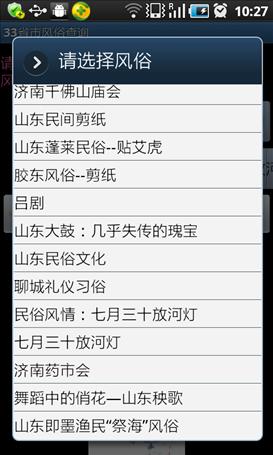 10:27
33省市风俗查询
请选择风俗
济南千佛山庙会
山东民间剪纸
山东蓬莱民俗--贴艾虎
胶东风俗--剪纸
吕剧
山东大鼓：几乎失传的瑰宝
山东民俗文化
聊城礼仪习俗
民俗风情：七月三十放河灯
七月三十放河灯
济南药市会
舞蹈中的俏花—山东秧歌
山东即墨渔民“祭海”风俗